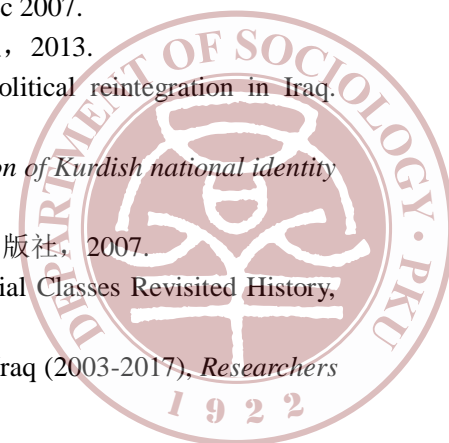 c 2007.
，2013.
olitical reintegration in Iraq.
on of Kurdish national identity
版社，2007.
ial Classes Revisited History,
raq (2003-2017), Researchers
DEPARTMENT OF SOCIOLOGY · PKU
1922